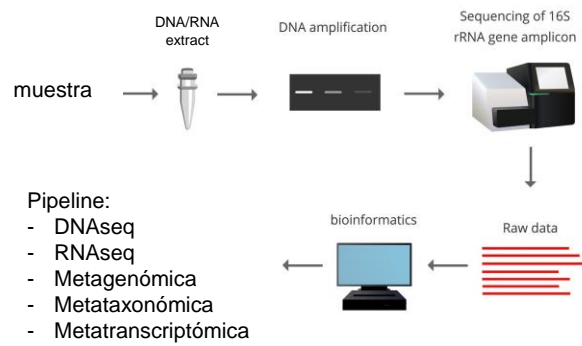 DNA/RNA
extract
DNA amplification
Sequencing of 16S
rRNA gene amplicon
muestra
Pipeline:
- DNAseq
- RNAseq
- Metagenómica
- Metataxonómica
- Metatranscriptómica
bioinformatics
Raw data